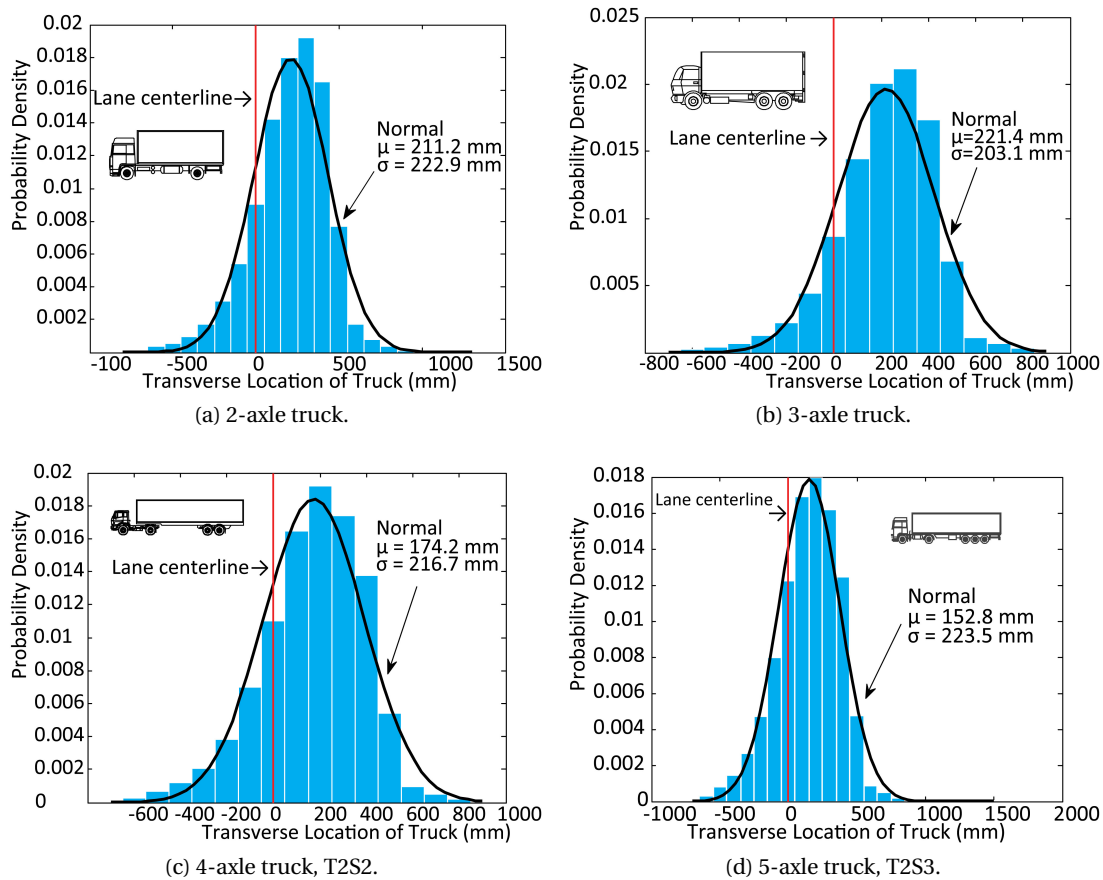 0.02
0.018
0.016
0.014
0.012
0.01
0.008
0.006
0.004
0.002
Probability Density
Lane centerline→
Normal
μ = 211.2 mm
σ = 222.9 mm
-500 0 500 1000 1500
Transverse Location of Truck (mm)
(a) 2-axle truck.
0.025
0.02
0.015
0.01
0.005
Probability Density
Lane centerline→
Normal
μ=221.4 mm
σ=203.1 mm
-800 -600 -400 -200 0 200 400 600 800 1000
Transverse Location of Truck (mm)
(b) 3-axle truck.
0.02
0.018
0.016
0.014
0.012
0.01
0.008
0.006
0.004
0.002
0
Probability Density
Lane centerline→
Normal
μ = 174.2 mm
σ = 216.7 mm
-600 -400 -200 0 200 400 600 800 1000
Transverse Location of Truck (mm)
(c) 4-axle truck, T2S2.
0.018
0.016
0.014
0.012
0.01
0.008
0.006
0.004
0.002
0
Probability Density
Lane centerline
→
Normal
μ = 152.8 mm
σ = 223.5 mm
-1000 -500 0 500 1000 1500 2000
Transverse Location of Truck (mm)
(d) 5-axle truck, T2S3.